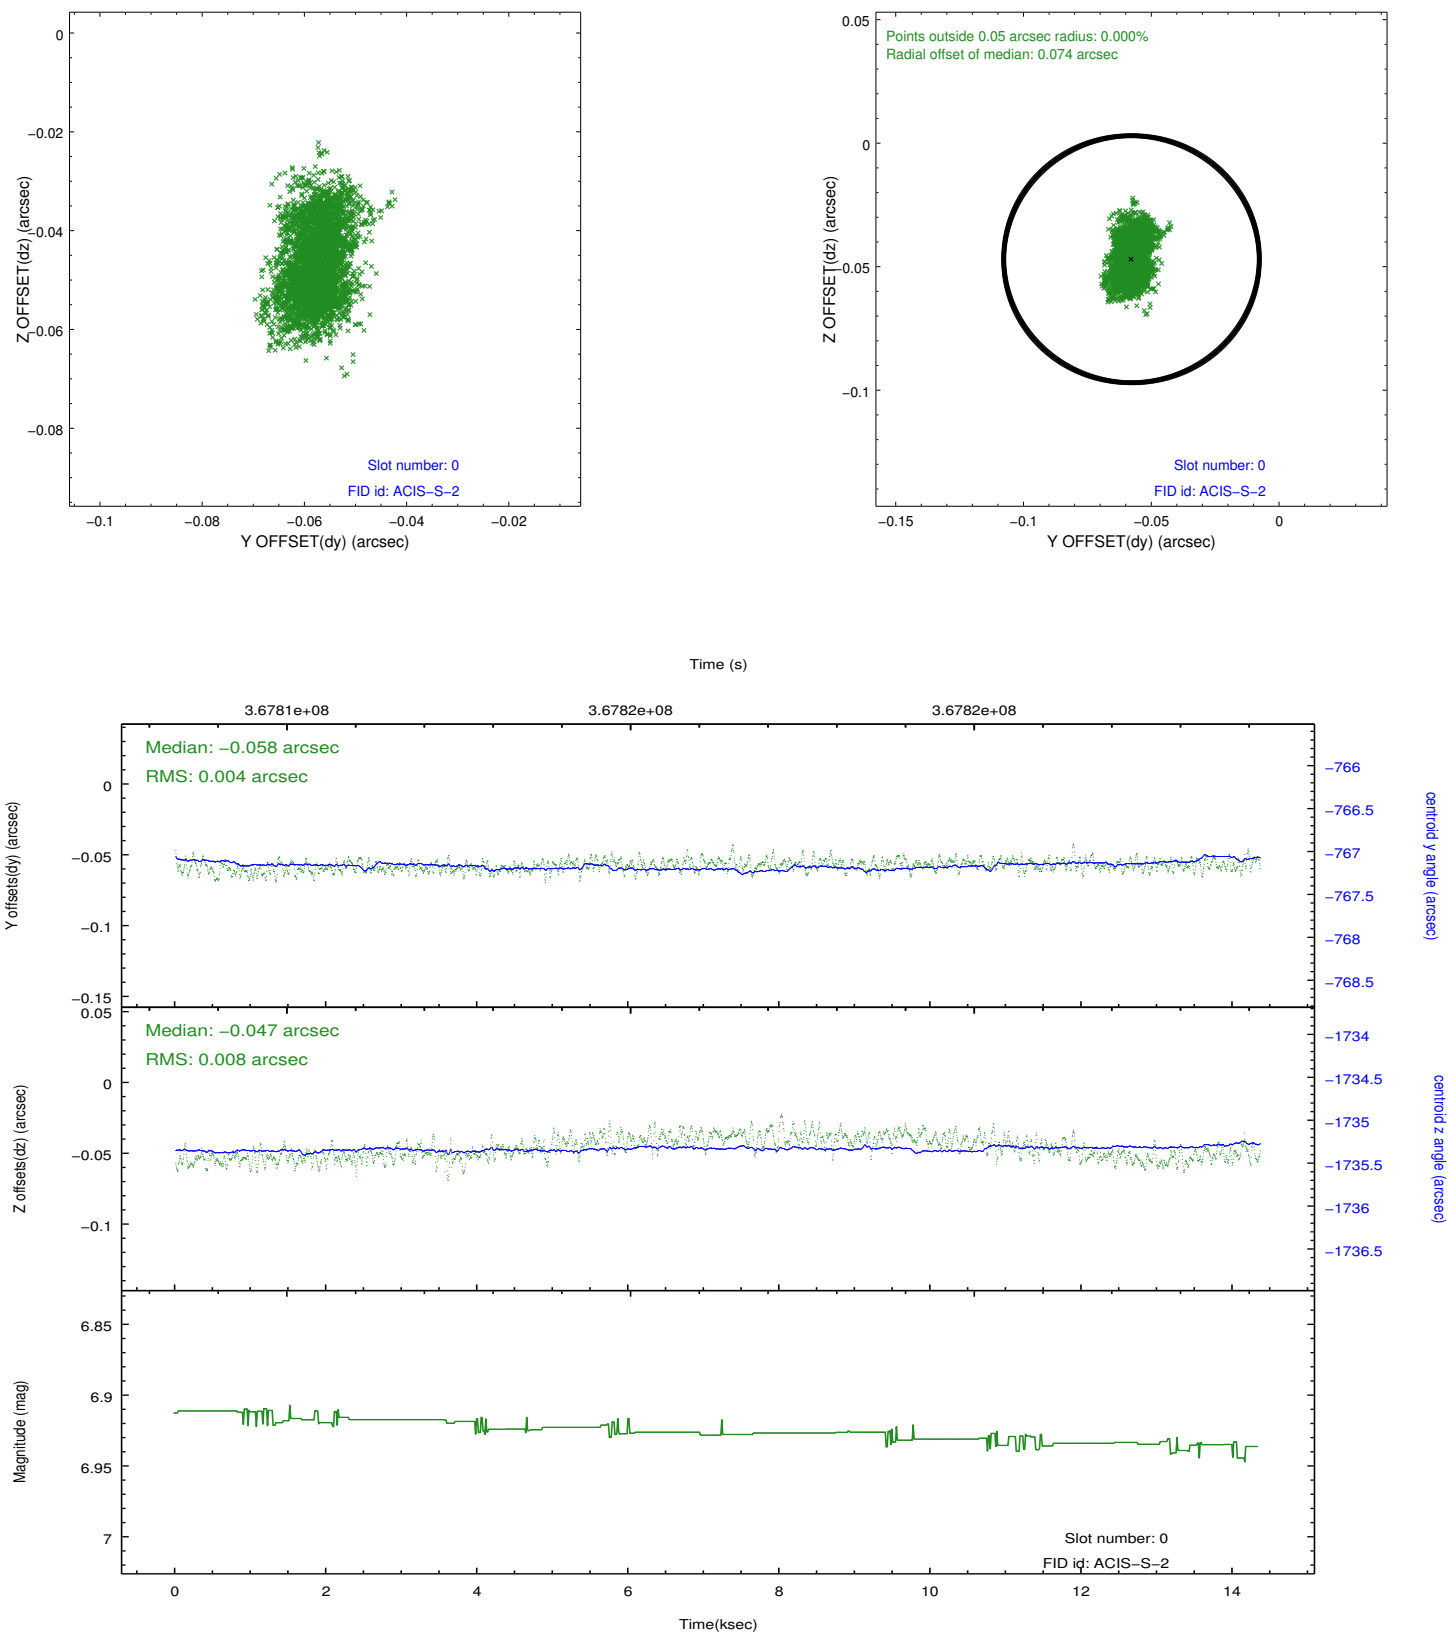 0
−0.02
−0.04
−0.06
−0.08
Z OFFSET(dz) (arcsec)
Slot number: 0
FID id: ACIS−S−2
−0.1
−0.08
−0.06
−0.04
−0.02
Y OFFSET(dy) (arcsec)
0.05
0
−0.05
−0.1
Z OFFSET(dz) (arcsec)
Points outside 0.05 arcsec radius: 0.000%
Radial offset of median: 0.074 arcsec
Slot number: 0
FID id: ACIS−S−2
−0.15
−0.1
−0.05
0
Y OFFSET(dy) (arcsec)
Time (s)
3.6781e+08
3.6782e+08
3.6782e+08
Median: −0.058 arcsec
RMS: 0.004 arcsec
0
−0.05
−0.1
−0.15
Y offsets(dy) (arcsec)
−766
−766.5
−767
−767.5
−768
−768.5
centroid y angle (arcsec)
Median: −0.047 arcsec
RMS: 0.008 arcsec
0.05
0
−0.05
−0.1
Z offsets(dz) (arcsec)
−1734
−1734.5
−1735
−1735.5
−1736
−1736.5
centroid z angle (arcsec)
6.85
6.9
6.95
7
Magnitude (mag)
Slot number: 0
FID id: ACIS−S−2
0
2
4
6
8
10
12
14
Time(ksec)